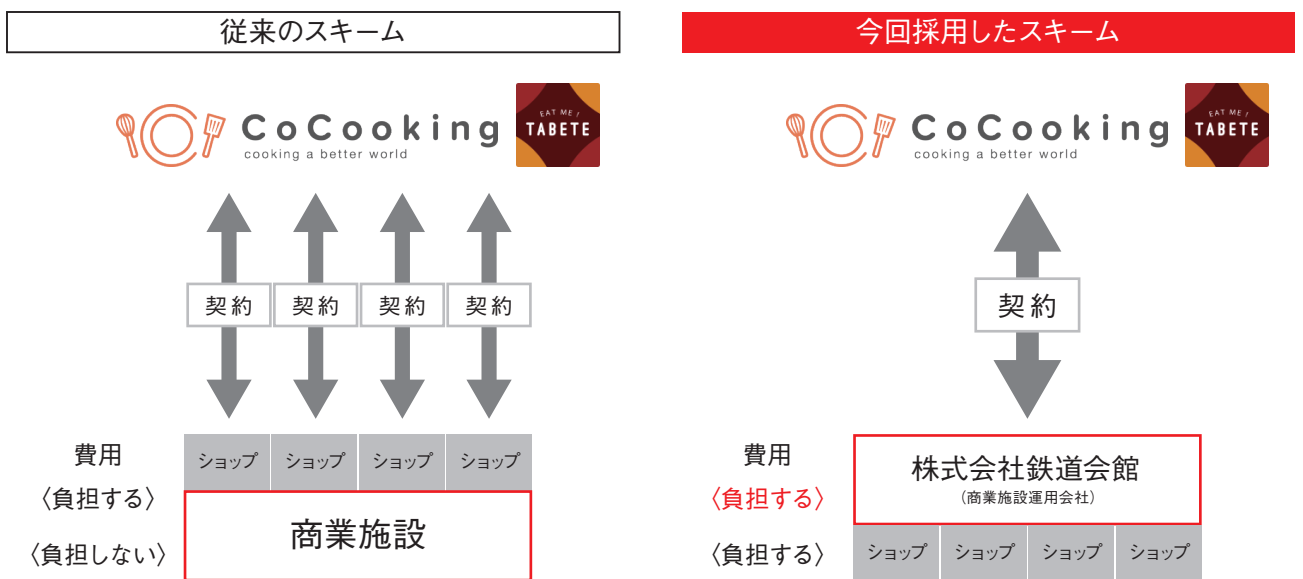 従来のスキーム
CoCooking
cooking a better world
EAT ME!
TABETE
契約
契約
契約
契約
費用
〈負担する〉
〈負担しない〉
ショップ
ショップ
ショップ
ショップ
商業施設
今回採用したスキーム
CoCooking
cooking a better world
EAT ME!
TABETE
契約
費用
〈負担する〉
〈負担する〉
株式会社鉄道会館
(商業施設運用会社)
ショップ
ショップ
ショップ
ショップ